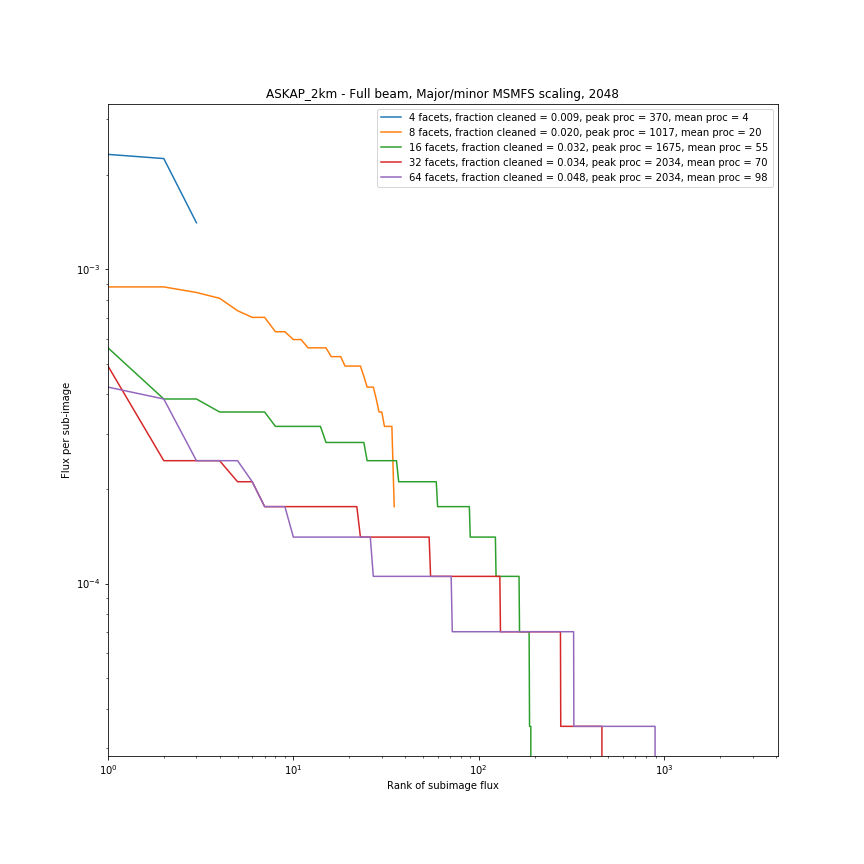 ASKAP_2km - Full beam, Major/minor MSMFS scaling, 2048
4 facets, fraction cleaned = 0.009, peak proc = 370, mean proc = 4
8 facets, fraction cleaned = 0.020, peak proc = 1017, mean proc = 20
16 facets, fraction cleaned = 0.032, peak proc = 1675, mean proc = 55
32 facets, fraction cleaned = 0.034, peak proc = 2034, mean proc = 70
64 facets, fraction cleaned = 0.048, peak proc = 2034, mean proc = 98
10⁻³
Flux per sub-image
10⁻⁴
10⁰ 10¹ 10² 10³
Rank of subimage flux